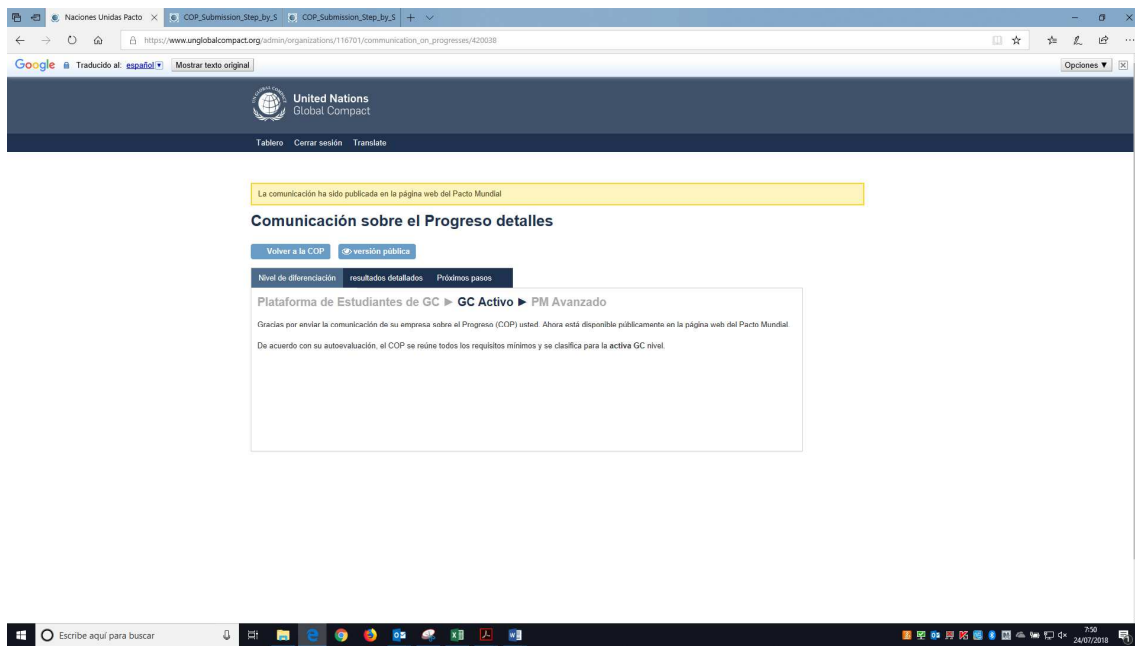 Naciones Unidas Pacto
COP_Submission_Step_by_S
COP_Submission_Step_by_S
https://www.unglobalcompact.org/admin/organizations/116701/communication_on_progresses/420038
Google Traducido al: español Mostrar texto original Opciones ▼
United Nations
Global Compact
Tablero Cerrar sesión Translate
La comunicación ha sido publicada en la página web del Pacto Mundial
Comunicación sobre el Progreso detalles
Volver a la COP versión pública
Nivel de diferenciación resultados detallados Próximos pasos
Plataforma de Estudiantes de GC ► GC Activo ► PM Avanzado
Gracias por enviar la comunicación de su empresa sobre el Progreso (COP) usted. Ahora está disponible públicamente en la página web del Pacto Mundial
De acuerdo con su autoevaluación, el COP se reúne todos los requisitos mínimos y se clasifica para la activa GC nivel.
Escribe aquí para buscar
7:50
24/07/2018